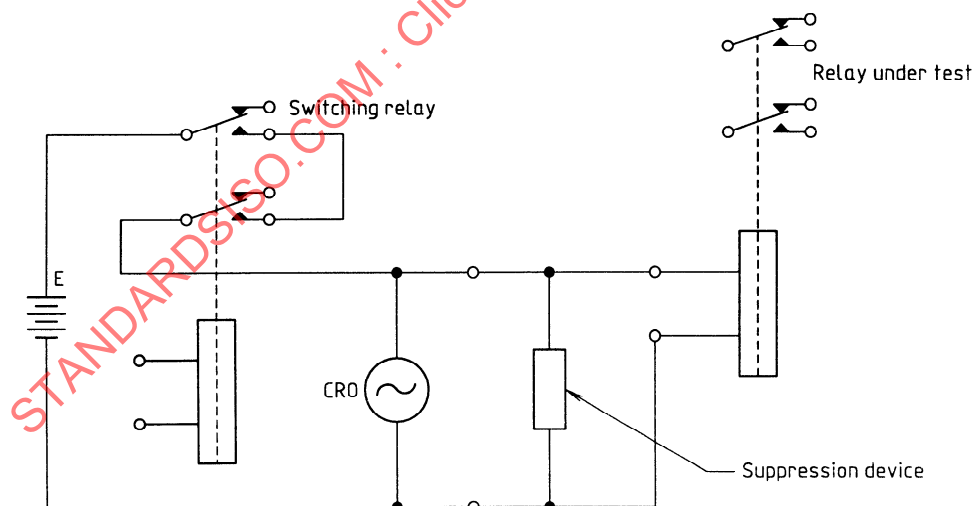 STANDARDSISO.COM : Clic
Relay under test
Switching relay
E
CRO
Suppression device